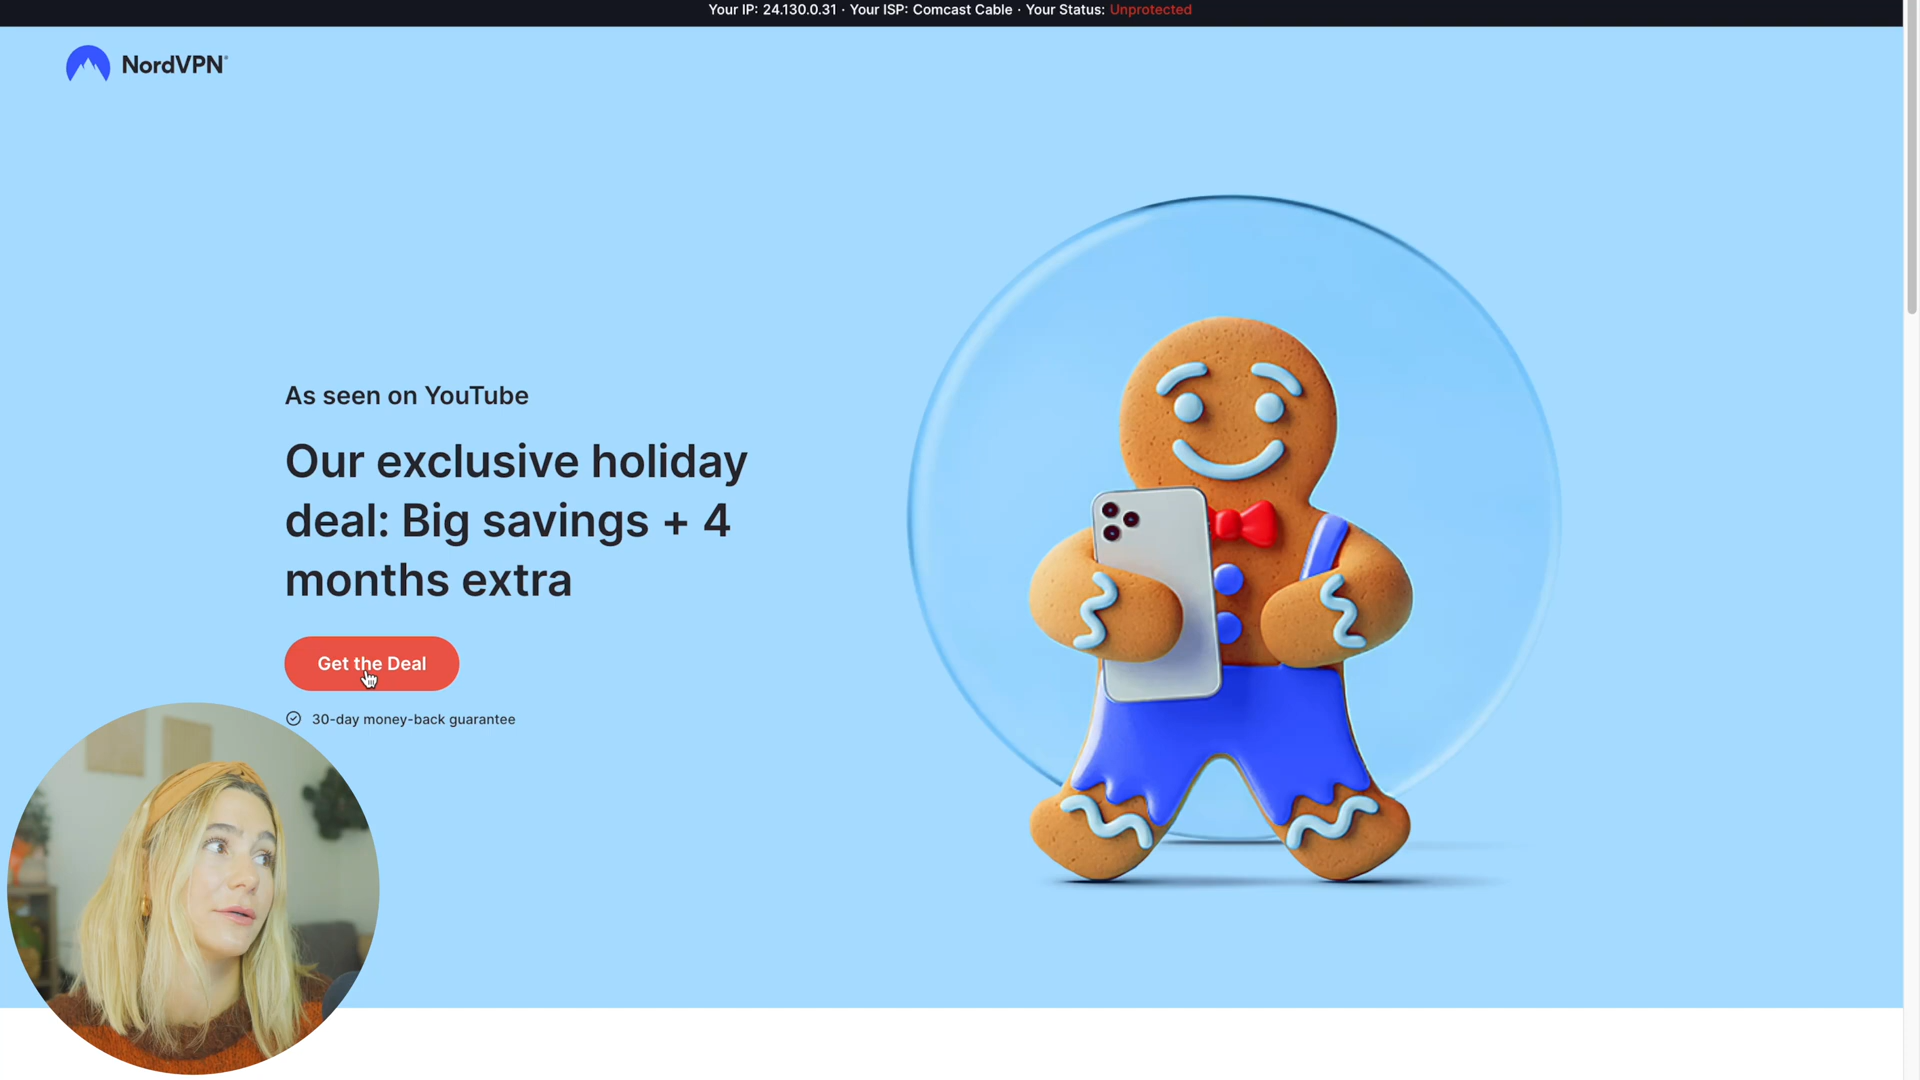 Your IP: 24.130.0.31 · Your ISP: Comcast Cable · Your Status: Unprotected
NordVPN®
As seen on YouTube
Our exclusive holiday
deal: Big savings + 4
months extra
Get the Deal
30-day money-back guarantee